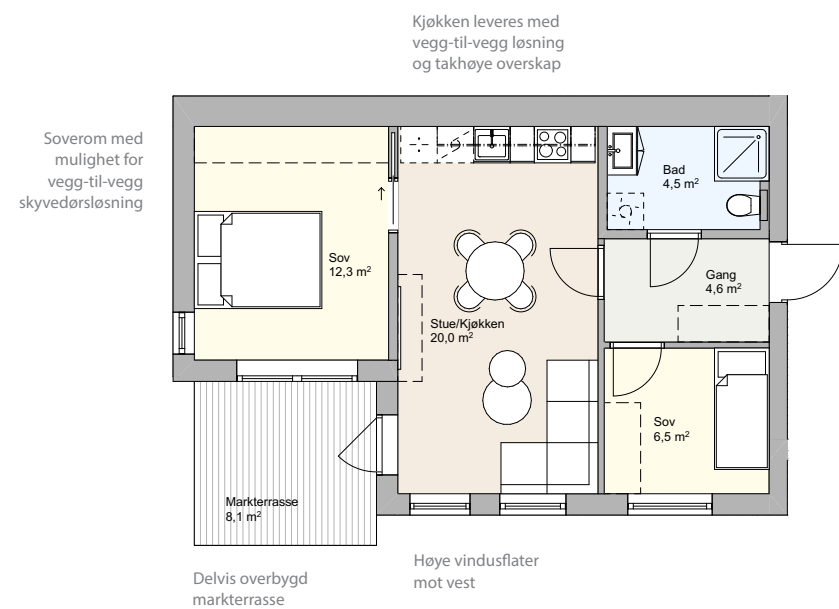 Kjøkken leveres med
vegg-til-vegg løsning
og takhøye overskap
Soverom med
mulighet for
vegg-til-vegg
skyvedørsløsning
Bad
4,5 m²
Sov
12,3 m²
Gang
4,6 m²
Stue/Kjøkken
20,0 m²
Sov
6,5 m²
Markterrasse
8,1 m²
Høye vindusflater
mot vest
Delvis overbygd
markterrasse